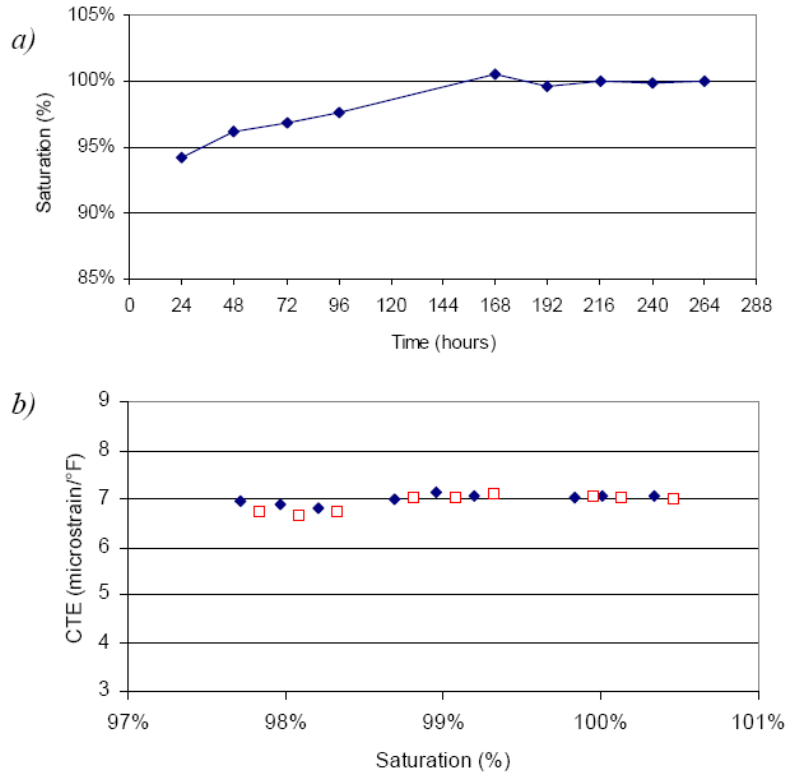 a)
105%
100%
95%
90%
85%
Saturation (%)
0 24 48 72 96 120 144 168 192 216 240 264 288
Time (hours)
b)
9
8
7
6
5
4
3
CTE (microstrain/°F)
97% 98% 99% 100% 101%
Saturation (%)